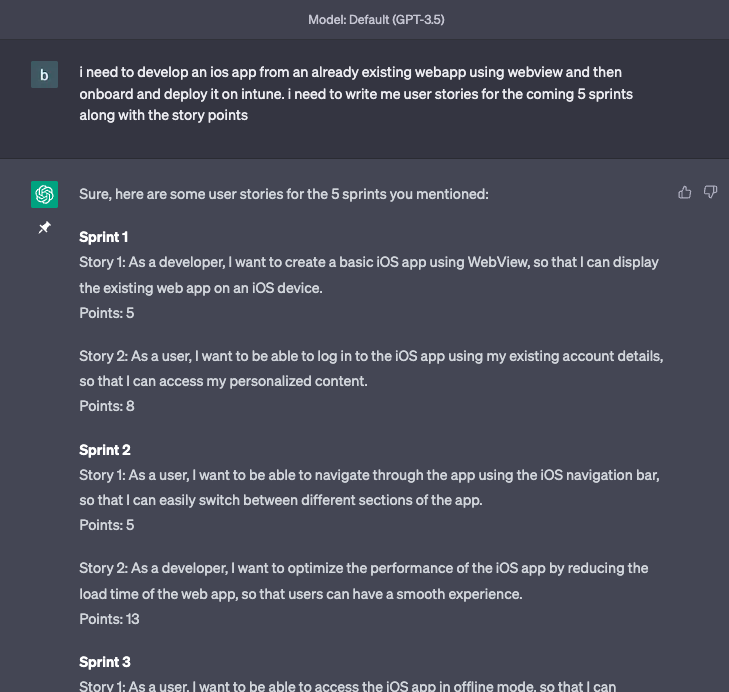 Model: Default (GPT-3.5)
b
i need to develop an ios app from an already existing webapp using webview and then
onboard and deploy it on intune. i need to write me user stories for the coming 5 sprints
along with the story points
Sure, here are some user stories for the 5 sprints you mentioned:
Sprint 1
Story 1: As a developer, I want to create a basic iOS app using WebView, so that I can display
the existing web app on an iOS device.
Points: 5
Story 2: As a user, I want to be able to log in to the iOS app using my existing account details,
so that I can access my personalized content.
Points: 8
Sprint 2
Story 1: As a user, I want to be able to navigate through the app using the iOS navigation bar,
so that I can easily switch between different sections of the app.
Points: 5
Story 2: As a developer, I want to optimize the performance of the iOS app by reducing the
load time of the web app, so that users can have a smooth experience.
Points: 13
Sprint 3
Story 1: As a user, I want to be able to access the iOS app in offline mode, so that I can